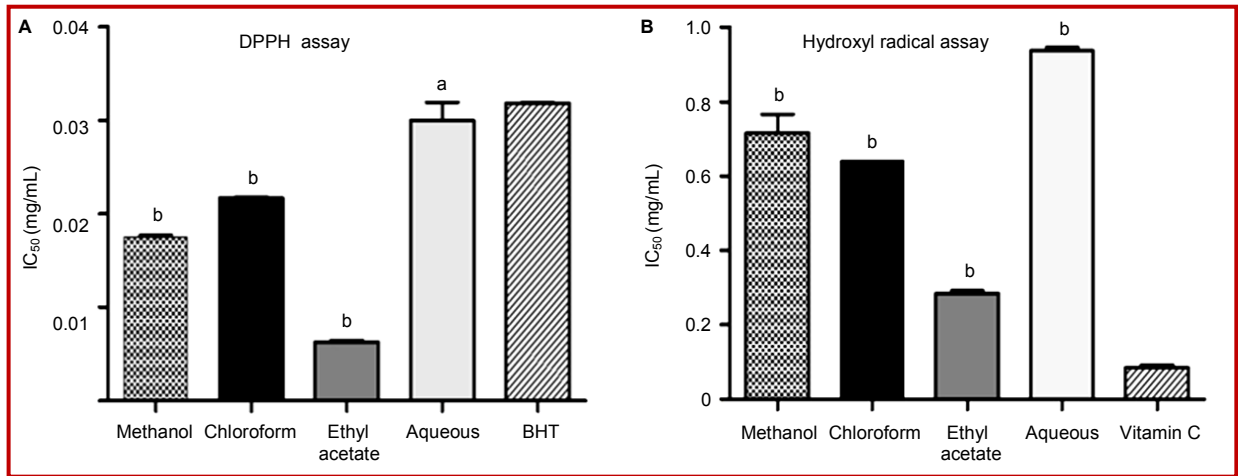 A
DPPH assay
IC50 (mg/mL)
0.04
0.03
0.02
0.01
b
b
b
a
Methanol
Chloroform
Ethyl
acetate
Aqueous
BHT
B
Hydroxyl radical assay
IC50 (mg/mL)
1.0
0.8
0.6
0.4
0.2
0
b
b
b
b
Methanol
Chloroform
Ethyl
acetate
Aqueous
Vitamin C